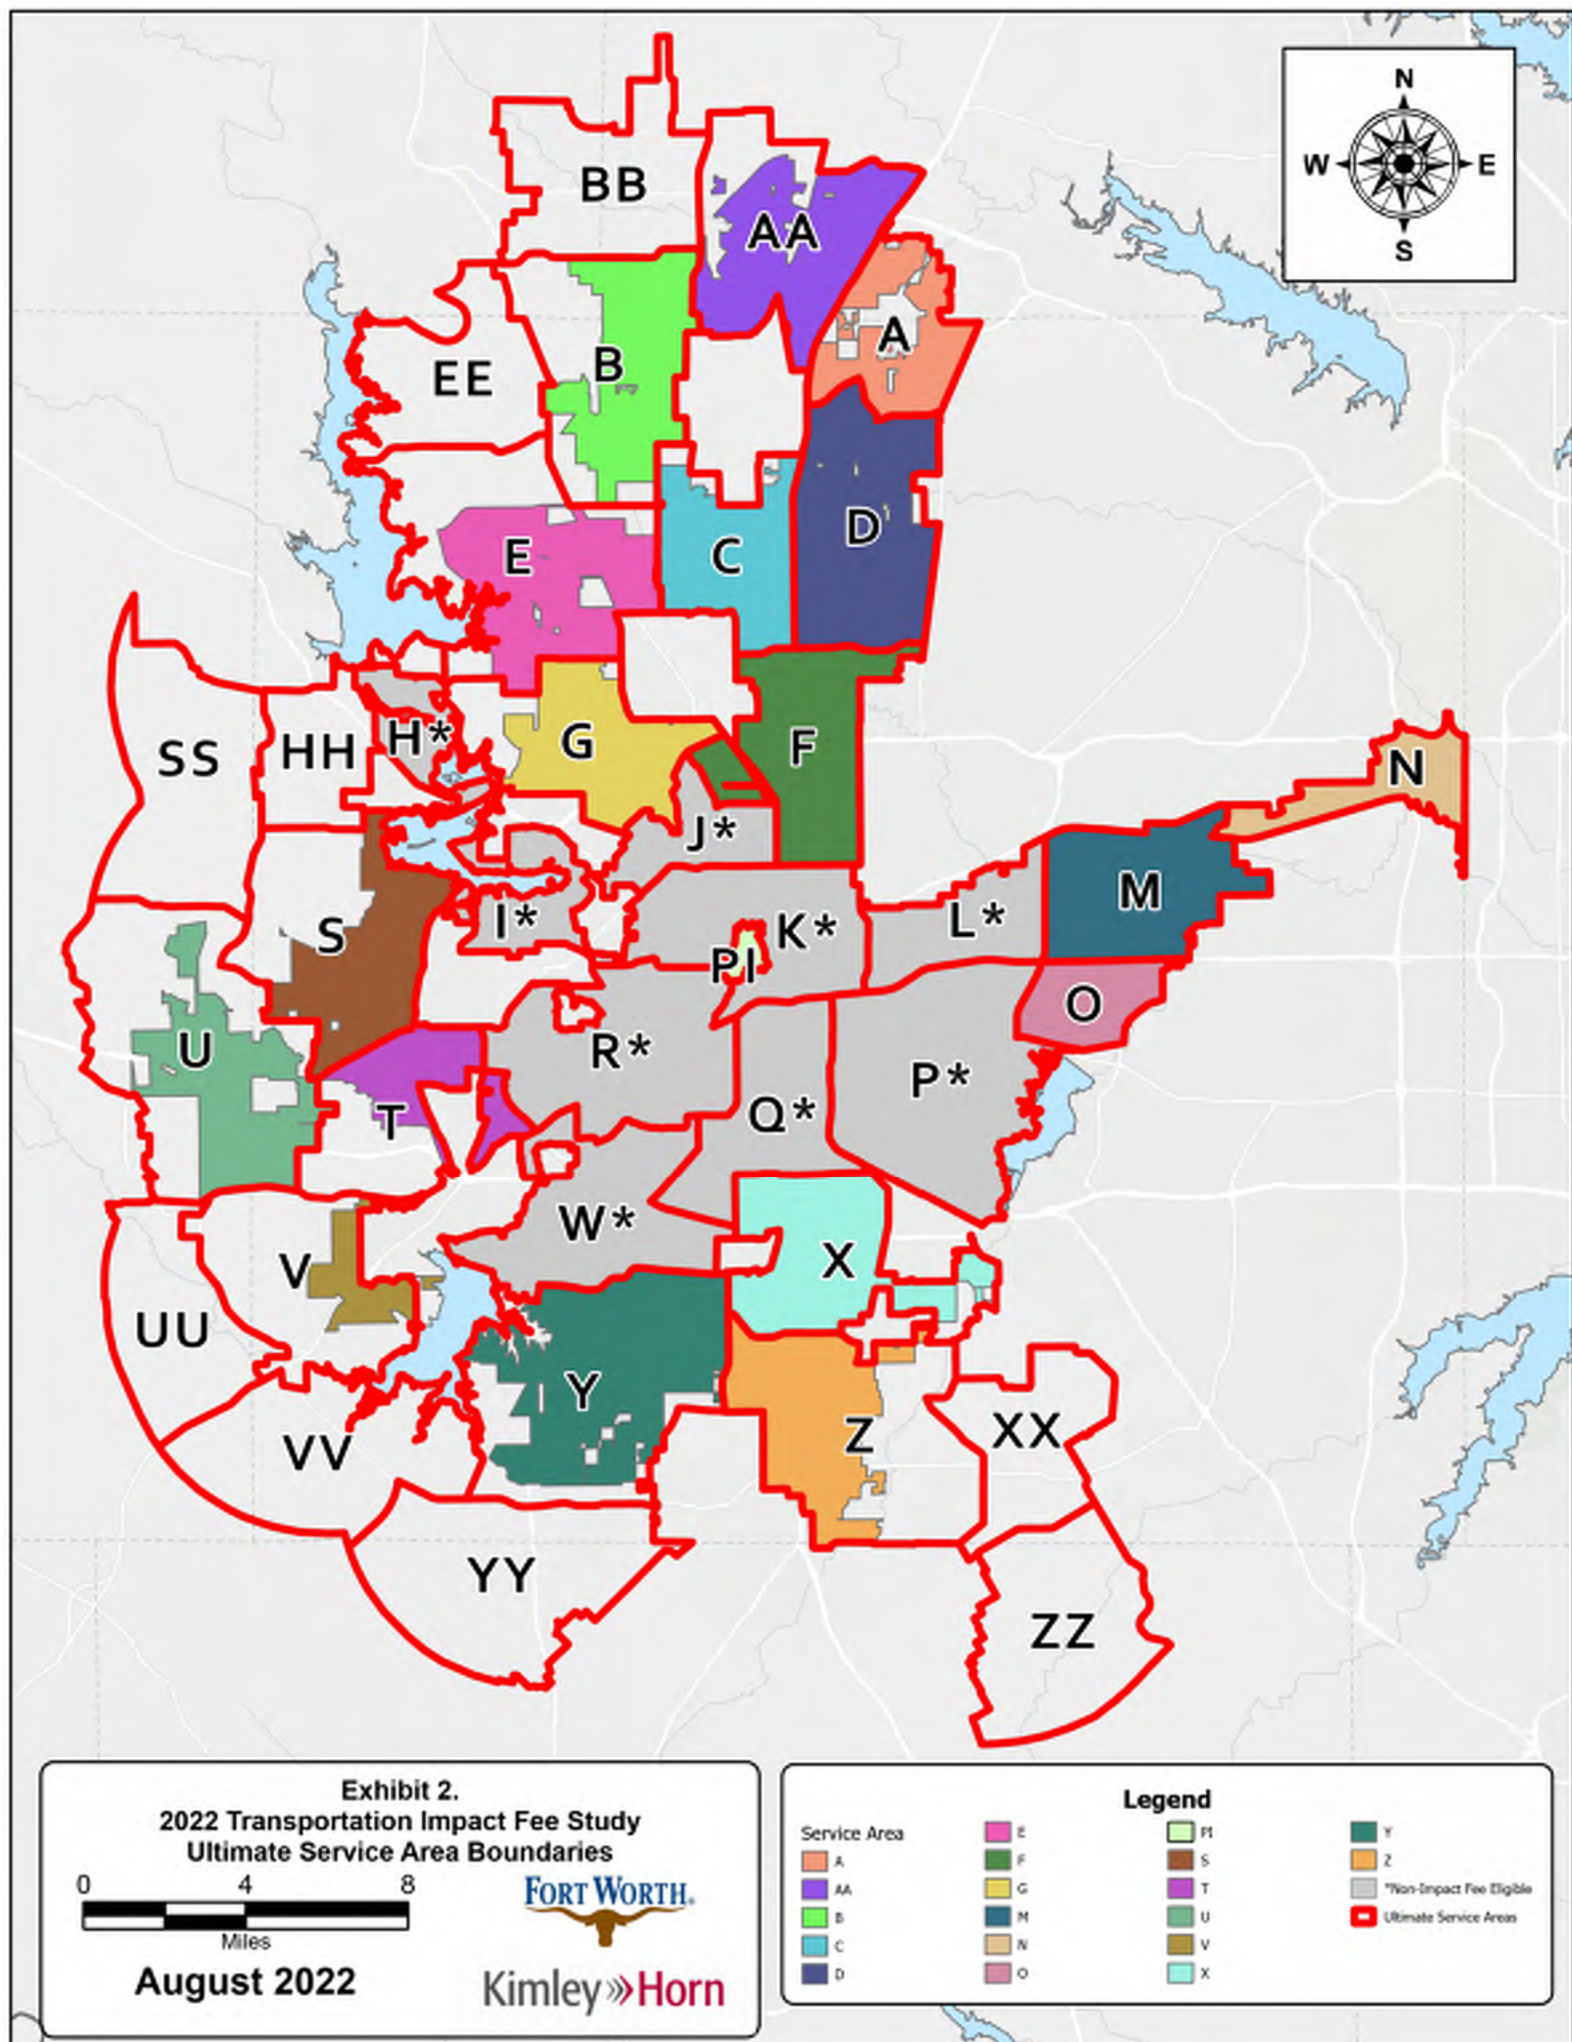 N
W E
S
BB
AA
A
EE
B
D
E
C
SS
HH
H*
G
F
N
J*
M
S
I*
K*
L*
PI
O
U
R*
P*
T
Q*
W*
V
X
UU
Y
Z
XX
VV
YY
ZZ
Exhibit 2.
2022 Transportation Impact Fee Study
Ultimate Service Area Boundaries
0 4 8
Miles
August 2022
FORT WORTH®
Kimley»Horn
Legend
Service Area
A
AA
B
C
D
E
F
G
M
N
O
PI
S
T
U
V
X
Y
Z
*Non-Impact Fee Eligible
Ultimate Service Areas